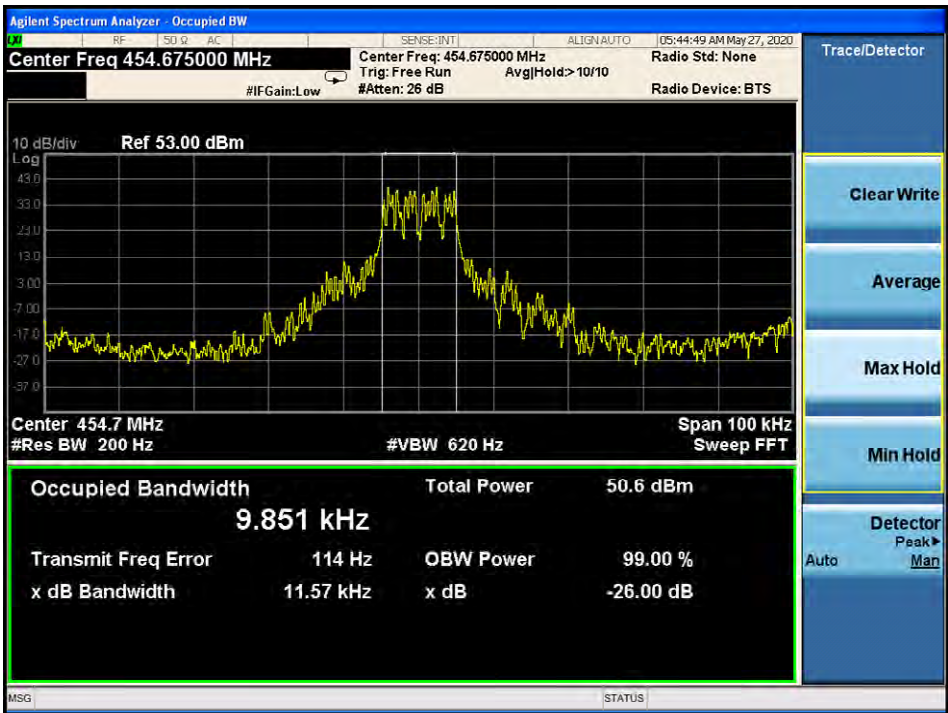 Agilent Spectrum Analyzer - Occupied BW
LXI RF 50 Ω AC SENSE:INT ALIGN AUTO 05:44:49 AM May 27, 2020
Center Freq 454.675000 MHz
Center Freq: 454.675000 MHz
Radio Std: None
Trig: Free Run Avg|Hold:>10/10
#IFGain:Low
#Atten: 26 dB
Radio Device: BTS
10 dB/div Ref 53.00 dBm
Log
43.0
33.0
23.0
13.0
3.00
-7.00
-17.0
-27.0
-37.0
Center 454.7 MHz
Span 100 kHz
#Res BW 200 Hz
#VBW 620 Hz
Sweep FFT
Occupied Bandwidth
Total Power 50.6 dBm
9.851 kHz
Transmit Freq Error 114 Hz
OBW Power 99.00 %
x dB Bandwidth 11.57 kHz
x dB -26.00 dB
MSG
STATUS
Trace/Detector
Clear Write
Average
Max Hold
Min Hold
Detector
Peak▶
Auto Man